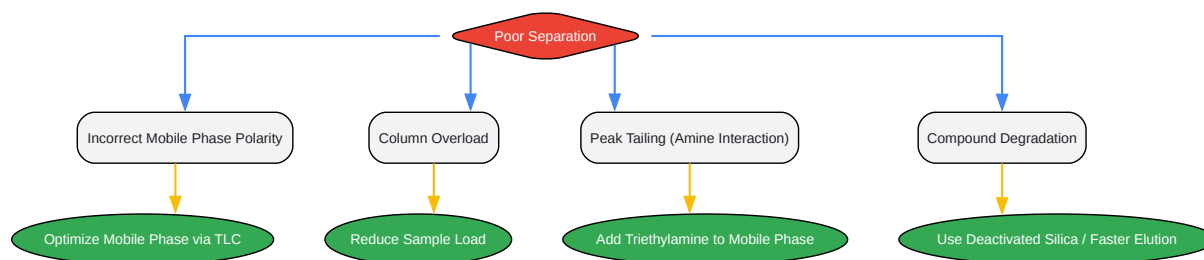 Poor Separation
Incorrect Mobile Phase Polarity
Column Overload
Peak Tailing (Amine Interaction)
Compound Degradation
Optimize Mobile Phase via TLC
Reduce Sample Load
Add Triethylamine to Mobile Phase
Use Deactivated Silica / Faster Elution